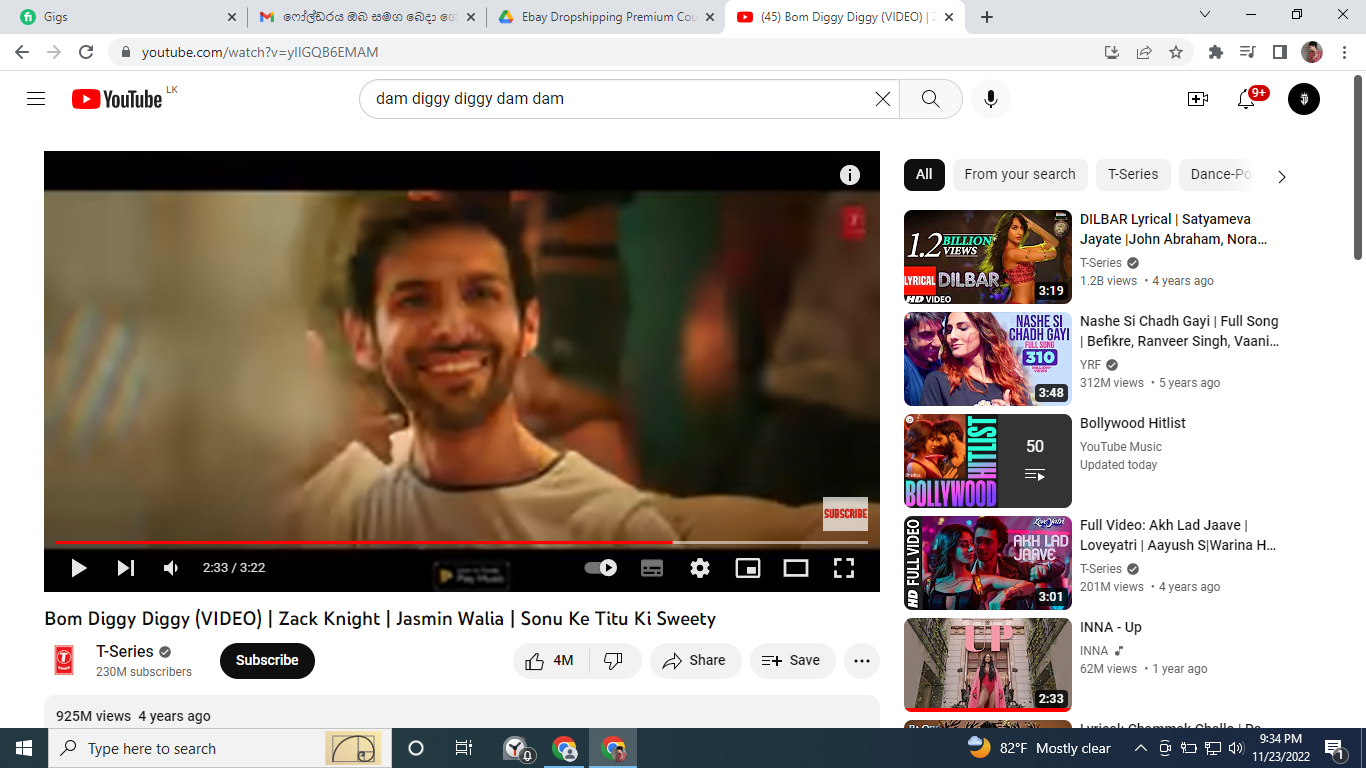 Gigs
ෆෝල්ඩරය ඔබ සමග බෙදා
Ebay Dropshipping Premium Cou
(45) Bom Diggy Diggy (VIDEO) |
youtube.com/watch?v=yIIGQB6EMAM
YouTube LK
dam diggy diggy dam dam
9+
SUBSCRIBE
2:33 / 3:22
Bom Diggy Diggy (VIDEO) | Zack Knight | Jasmin Walia | Sonu Ke Titu Ki Sweety
T-Series
230M subscribers
Subscribe
4M
Share
Save
925M views 4 years ago
All
From your search
T-Series
Dance-Po
1.2 BILLION
VIEWS
LYRICAL DILBAR
HD VIDEO
3:19
DILBAR Lyrical | Satyameva
Jayate |John Abraham, Nora...
T-Series
1.2B views • 4 years ago
NASHE SI
CHADH GAYI
FULL SONG
310
3:48
Nashe Si Chadh Gayi | Full Song
| Befikre, Ranveer Singh, Vaani...
YRF
312M views • 5 years ago
BOLLYWOOD
HITLIST
50
Bollywood Hitlist
YouTube Music
Updated today
HD FULL VIDEO
LoveYatri
AKH LAD
JAAVE
3:01
Full Video: Akh Lad Jaave |
Loveyatri | Aayush S|Warina H...
T-Series
201M views • 4 years ago
UP
2:33
INNA - Up
INNA
62M views • 1 year ago
Type here to search
0
82°F Mostly clear
9:34 PM
11/23/2022
1